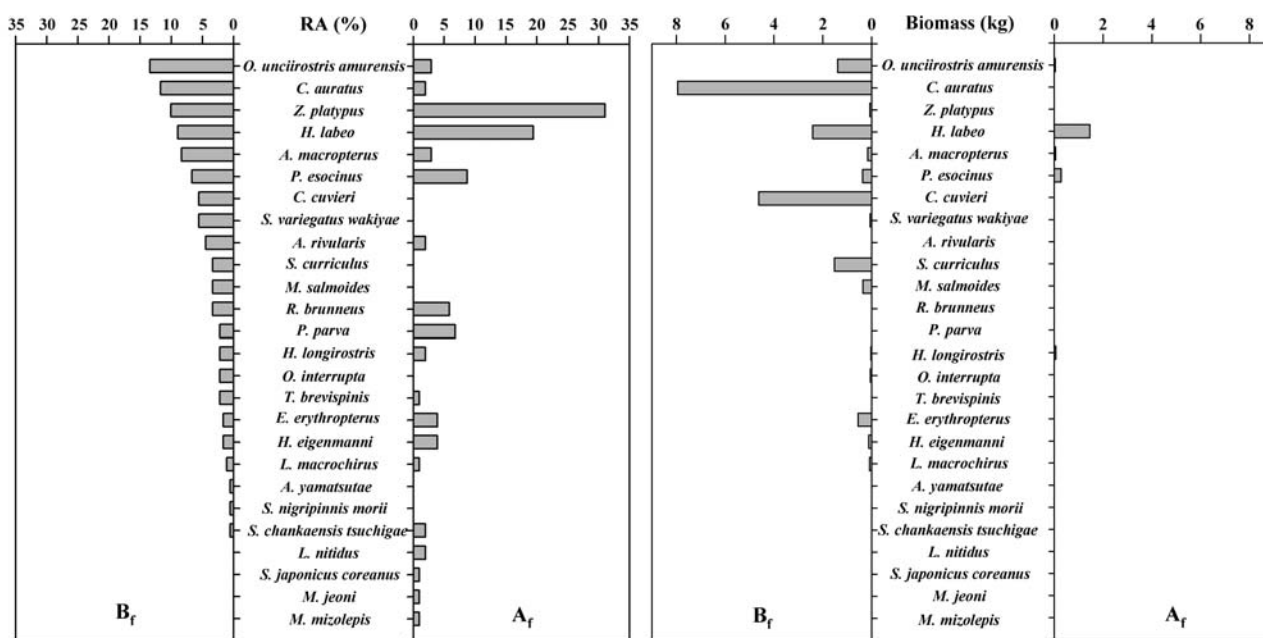 35 30 25 20 15 10 5 0 RA (%) 0 5 10 15 20 25 30 35
O. unciirostris amurensis
C. auratus
Z. platypus
H. labeo
A. macropterus
P. esocinus
C. cuvieri
S. variegatus wakiyae
A. rivularis
S. curriculus
M. salmoides
R. brunneus
P. parva
H. longirostris
O. interrupta
T. brevispinis
E. erythropterus
H. eigenmanni
L. macrochirus
A. yamatsutae
S. nigripinnis morii
S. chankaensis tsuchigae
L. nitidus
S. japonicus coreanus
M. jeoni
M. mizolepis
Bf Af
8 6 4 2 0 Biomass (kg) 0 2 4 6 8
O. unciirostris amurensis
C. auratus
Z. platypus
H. labeo
A. macropterus
P. esocinus
C. cuvieri
S. variegatus wakiyae
A. rivularis
S. curriculus
M. salmoides
R. brunneus
P. parva
H. longirostris
O. interrupta
T. brevispinis
E. erythropterus
H. eigenmanni
L. macrochirus
A. yamatsutae
S. nigripinnis morii
S. chankaensis tsuchigae
L. nitidus
S. japonicus coreanus
M. jeoni
M. mizolepis
Bf Af